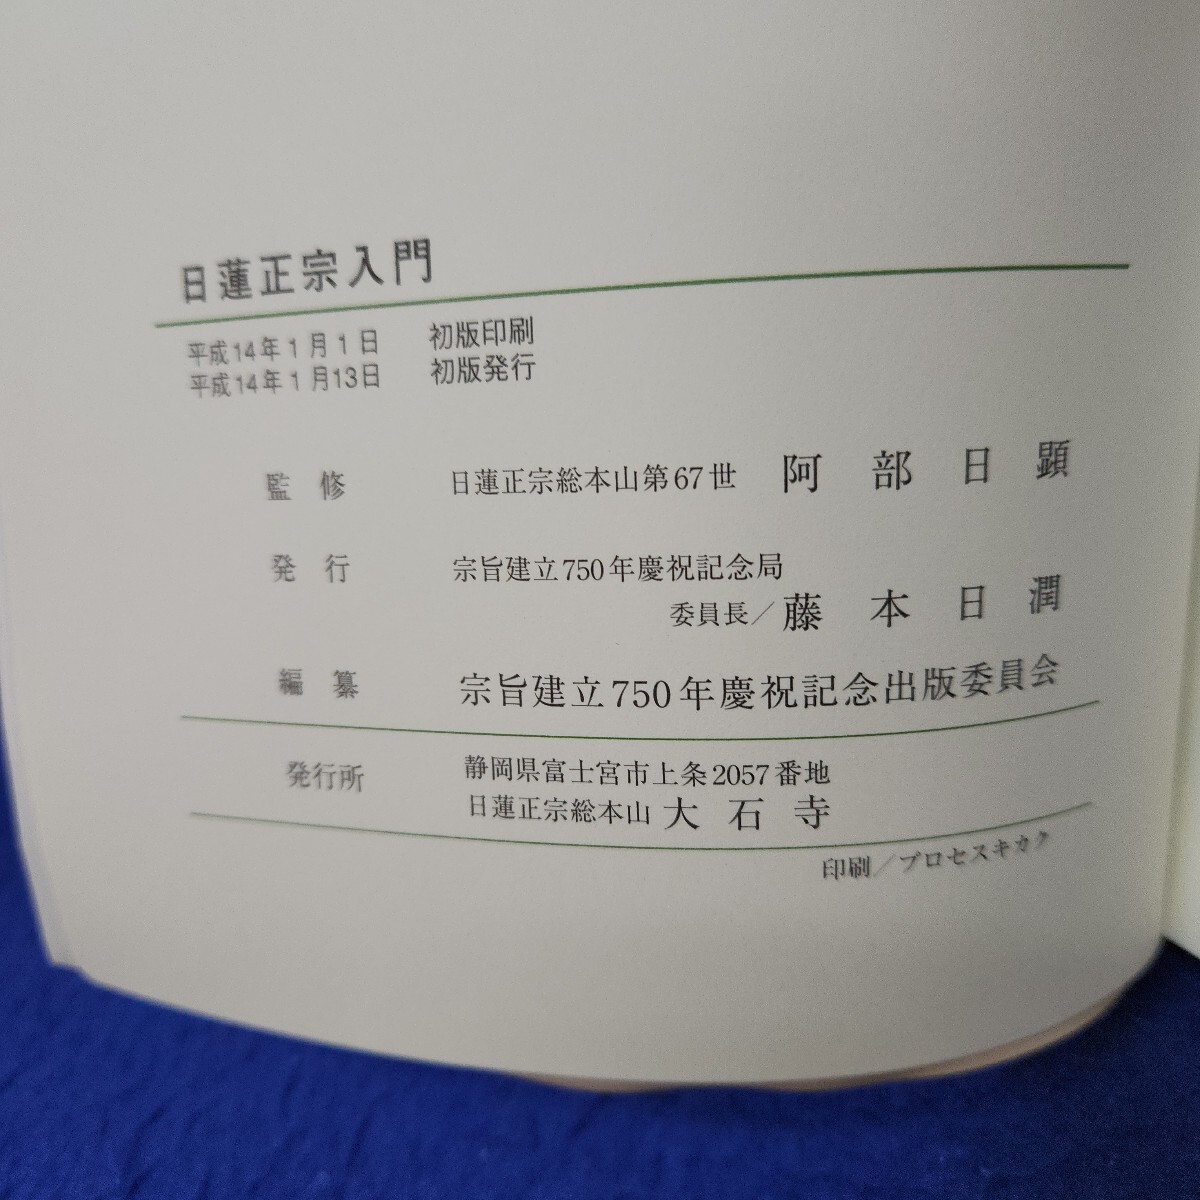 日蓮正宗入門
平成14年1月1日 初版印刷
平成14年1月13日 初版発行
監修 日蓮正宗総本山第67世 阿部日顕
発行 宗旨建立750年慶祝記念局
委員長／藤本日潤
編纂 宗旨建立750年慶祝記念出版委員会
発行所 静岡県富士宮市上条2057番地
日蓮正宗総本山 大石寺
印刷／プロセスキカク